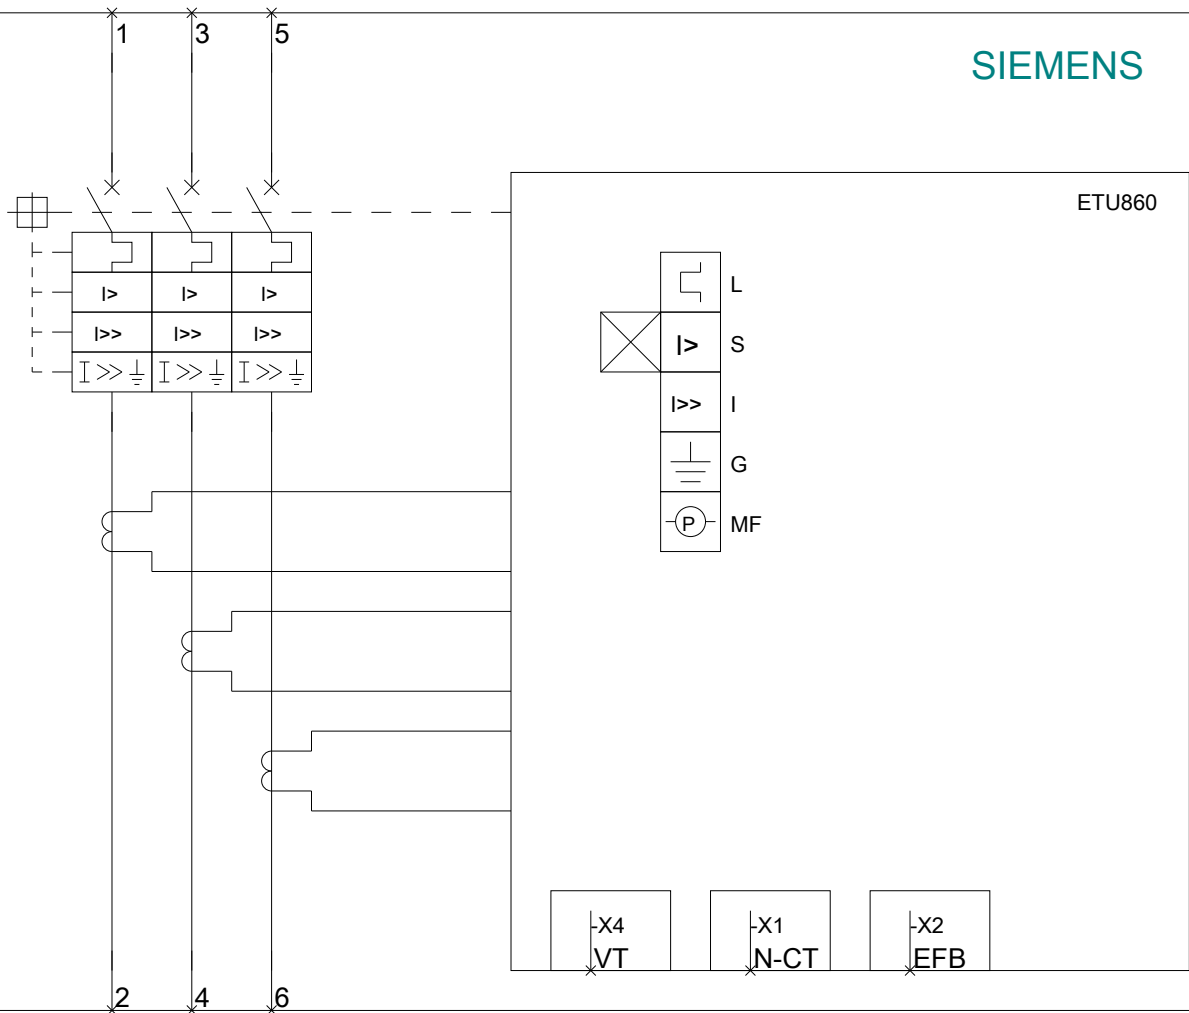 1 3 5
SIEMENS
ETU860
L
I> I> I>
I>> I>> I>>
I> S
I >> I >> I >>
I>> I
G
P MF
-X4 -X1 -X2
VT N-CT EFB
2 4 6